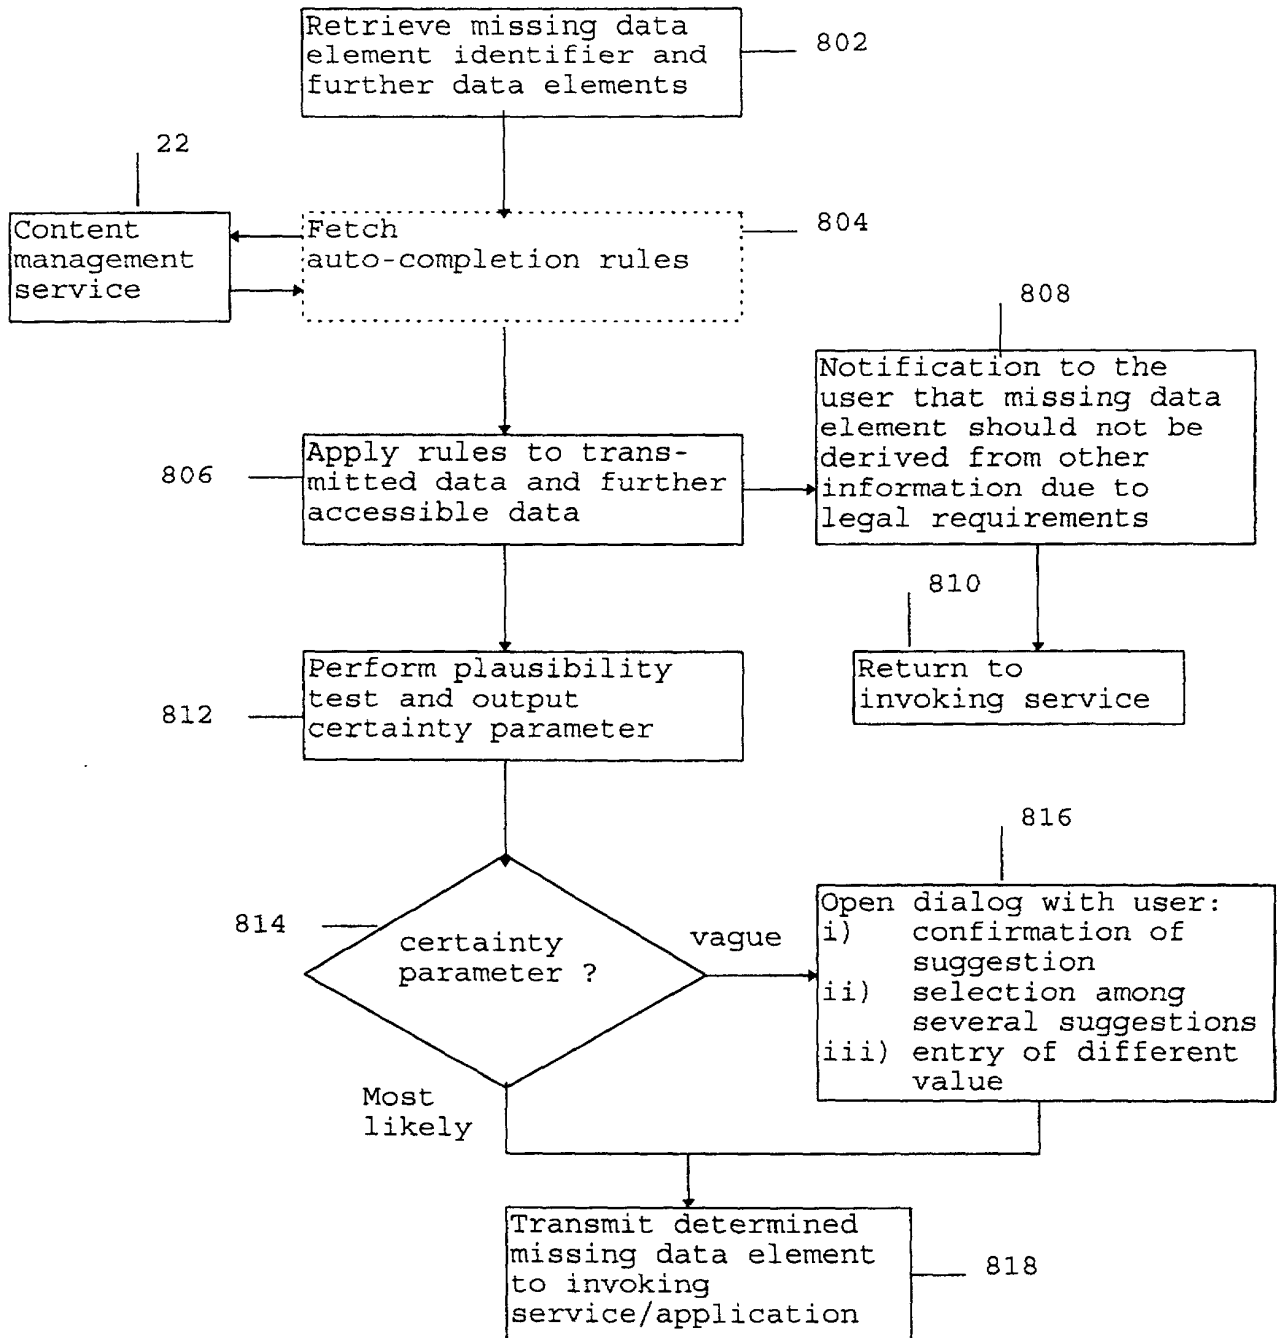 Retrieve missing data
element identifier and
further data elements
802
22
Content
management
service
Fetch
auto-completion rules
804
808
Notification to the
user that missing data
element should not be
derived from other
information due to
legal requirements
806
Apply rules to trans-
mitted data and further
accessible data
810
Return to
invoking service
812
Perform plausibility
test and output
certainty parameter
816
814
certainty
parameter ?
vague
Open dialog with user:
i) confirmation of
suggestion
ii) selection among
several suggestions
iii) entry of different
value
Most
likely
Transmit determined
missing data element
to invoking
service/application
818